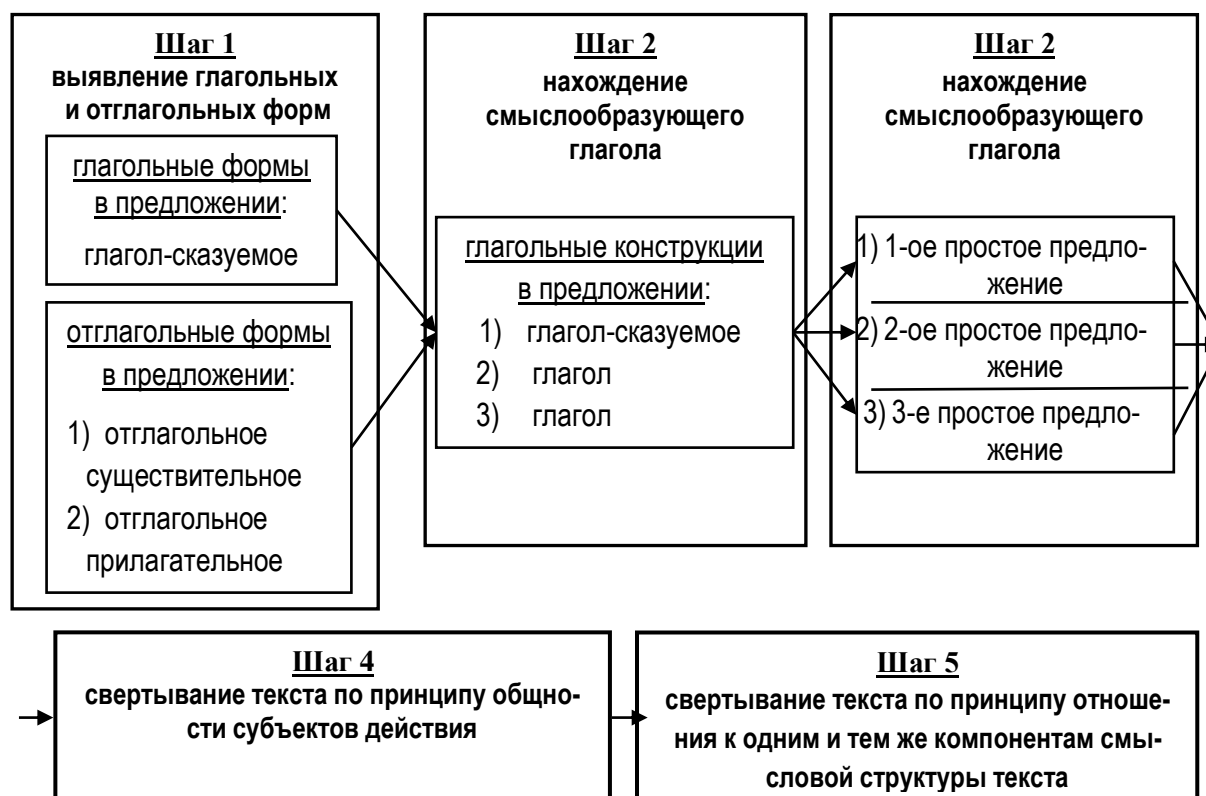 Шаг 1
выявление глагольных
и отглагольных форм
глагольные формы
в предложении:
глагол-сказуемое
отглагольные формы
в предложении:
1) отглагольное
существительное
2) отглагольное
прилагательное
Шаг 2
нахождение
смыслообразующего
глагола
глагольные конструкции
в предложении:
1) глагол-сказуемое
2) глагол
3) глагол
Шаг 2
нахождение
смыслообразующего
глагола
1) 1-ое простое предло-
жение
2) 2-ое простое предло-
жение
3) 3-е простое предло-
жение
Шаг 4
свертывание текста по принципу общно-
сти субъектов действия
Шаг 5
свертывание текста по принципу отноше-
ния к одним и тем же компонентам смы-
словой структуры текста